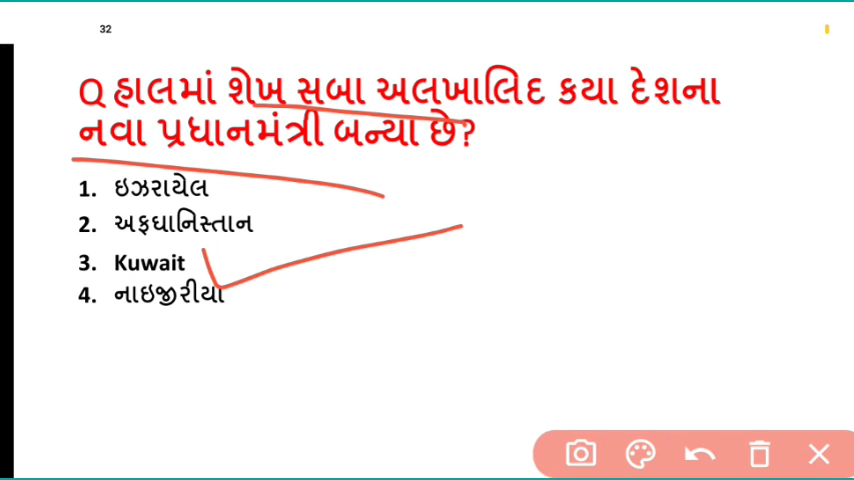 32
Q હાલમાં શેખ સબા અલખાલિદ કયા દેશના
નવા પ્રધાનમંત્રી બન્યા છે?
1. ઇઝરાયેલ
2. અફઘાનિસ્તાન
3. Kuwait
4. નાઇજીરીયા